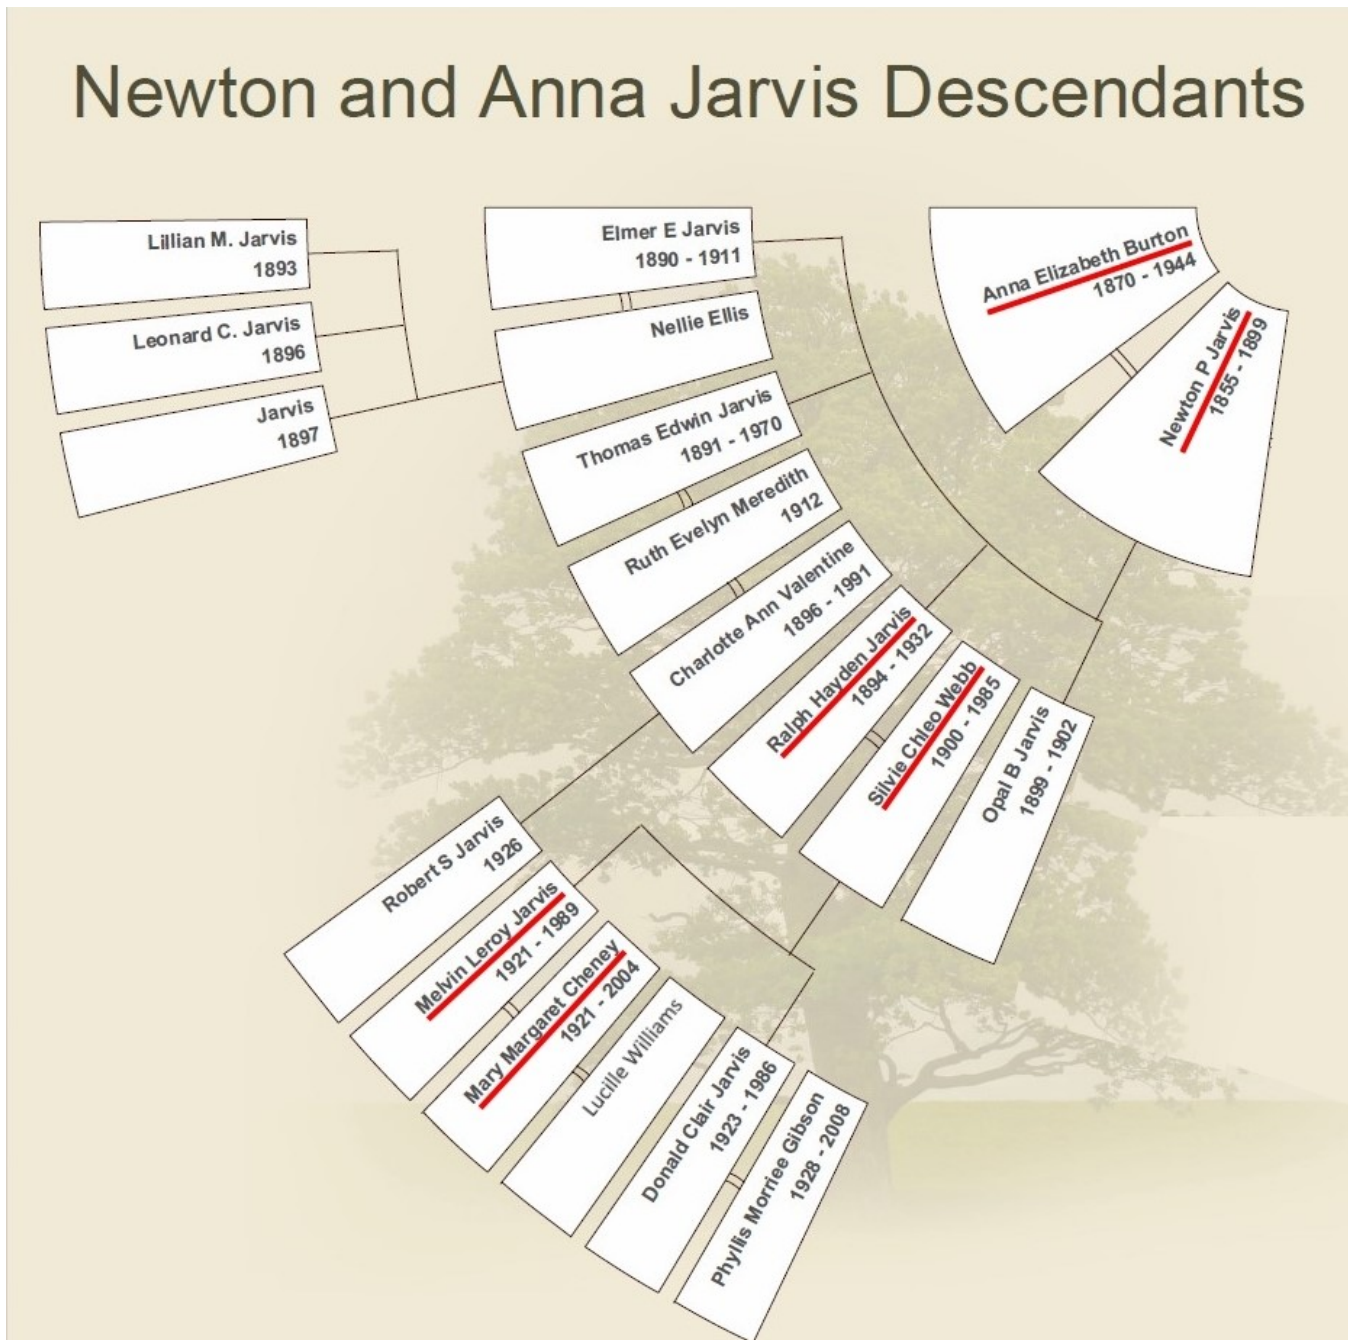 Newton and Anna Jarvis Descendants
Lillian M. Jarvis
1893
Leonard C. Jarvis
1896
Jarvis
1897
Elmer E Jarvis
1890 - 1911
Nellie Ellis
Thomas Edwin Jarvis
1891 - 1970
Ruth Evelyn Meredith
1912
Charlotte Ann Valentine
1896 - 1991
Ralph Hayden Jarvis
1894 - 1932
Silvie Chleo Webb
1900 - 1985
Opal B Jarvis
1899 - 1902
Anna Elizabeth Burton
1870 - 1944
Newton P Jarvis
1855 - 1899
Robert S Jarvis
1926
Melvin Leroy Jarvis
1921 - 1989
Mary Margaret Cheney
1921 - 2004
Lucille Williams
Donald Clair Jarvis
1923 - 1986
Phyllis Morriee Gibson
1928 - 2008